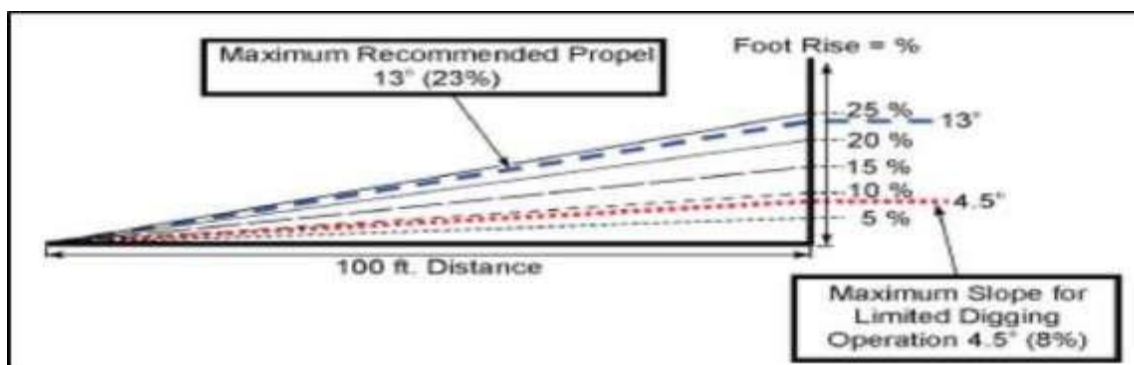 Maximum Recommended Propel
13° (23%)
Foot Rise = %
25 %
13°
20 %
15 %
10 %
4.5°
5 %
100 ft. Distance
Maximum Slope for
Limited Digging
Operation 4.5° (8%)